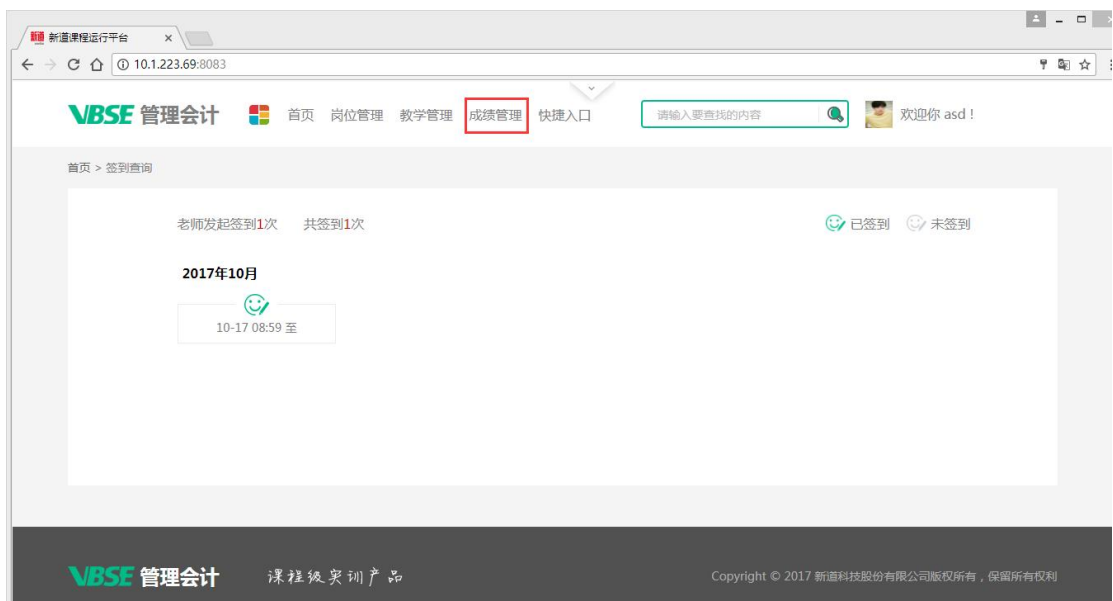 新道课程运行平台
10.1.223.69:8083
VBSE 管理会计 首页 岗位管理 教学管理 成绩管理 快捷入口 请输入要查找的内容 欢迎你 asd！
首页 > 签到查询
老师发起签到1次 共签到1次 已签到 未签到
2017年10月
10-17 08:59 至
VBSE 管理会计 课程级实训产品 Copyright © 2017 新道科技股份有限公司版权所有，保留所有权利